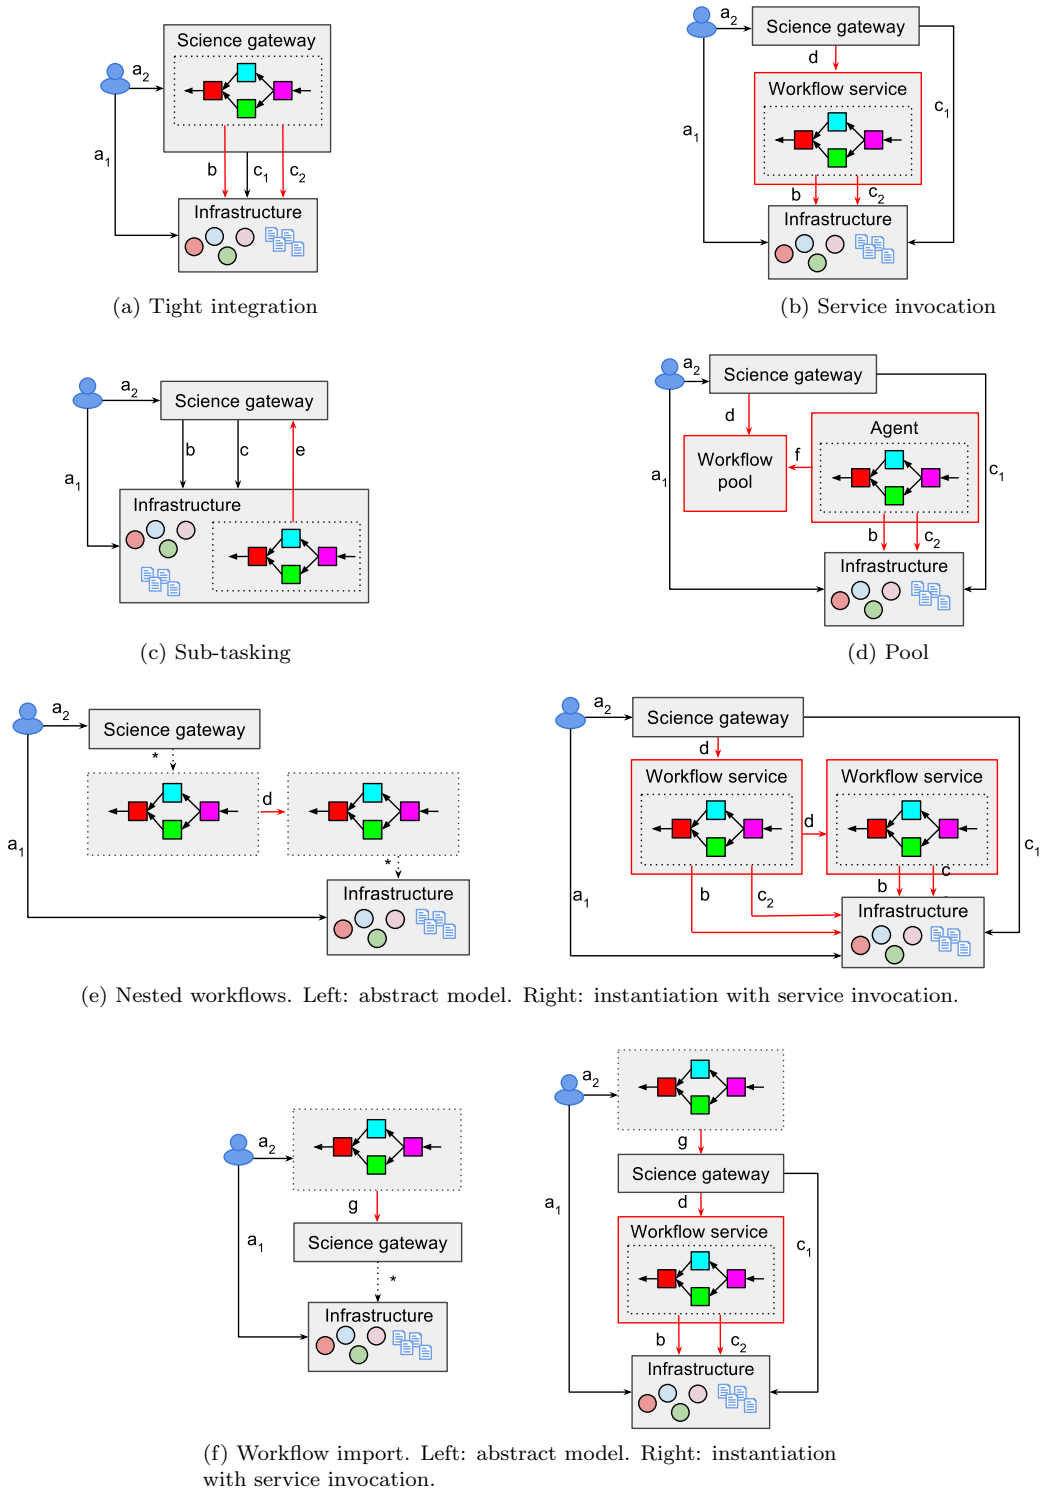 a2
Science gateway
a1
b
c1
c2
Infrastructure
(a) Tight integration
a2
Science gateway
d
Workflow service
a1
c1
b
c2
Infrastructure
(b) Service invocation
a2
Science gateway
b
c
e
a1
Infrastructure
(c) Sub-tasking
a2
Science gateway
d
Agent
f
Workflow
pool
a1
c1
b
c2
Infrastructure
(d) Pool
a2
Science gateway
*
d
a1
*
Infrastructure
a2
Science gateway
d
Workflow service
Workflow service
d
c1
c
b
b
c2
a1
Infrastructure
(e) Nested workflows. Left: abstract model. Right: instantiation with service invocation.
a2
g
a1
Science gateway
*
Infrastructure
a2
g
Science gateway
a1
d
Workflow service
c1
b
c2
Infrastructure
(f) Workflow import. Left: abstract model. Right: instantiation
with service invocation.